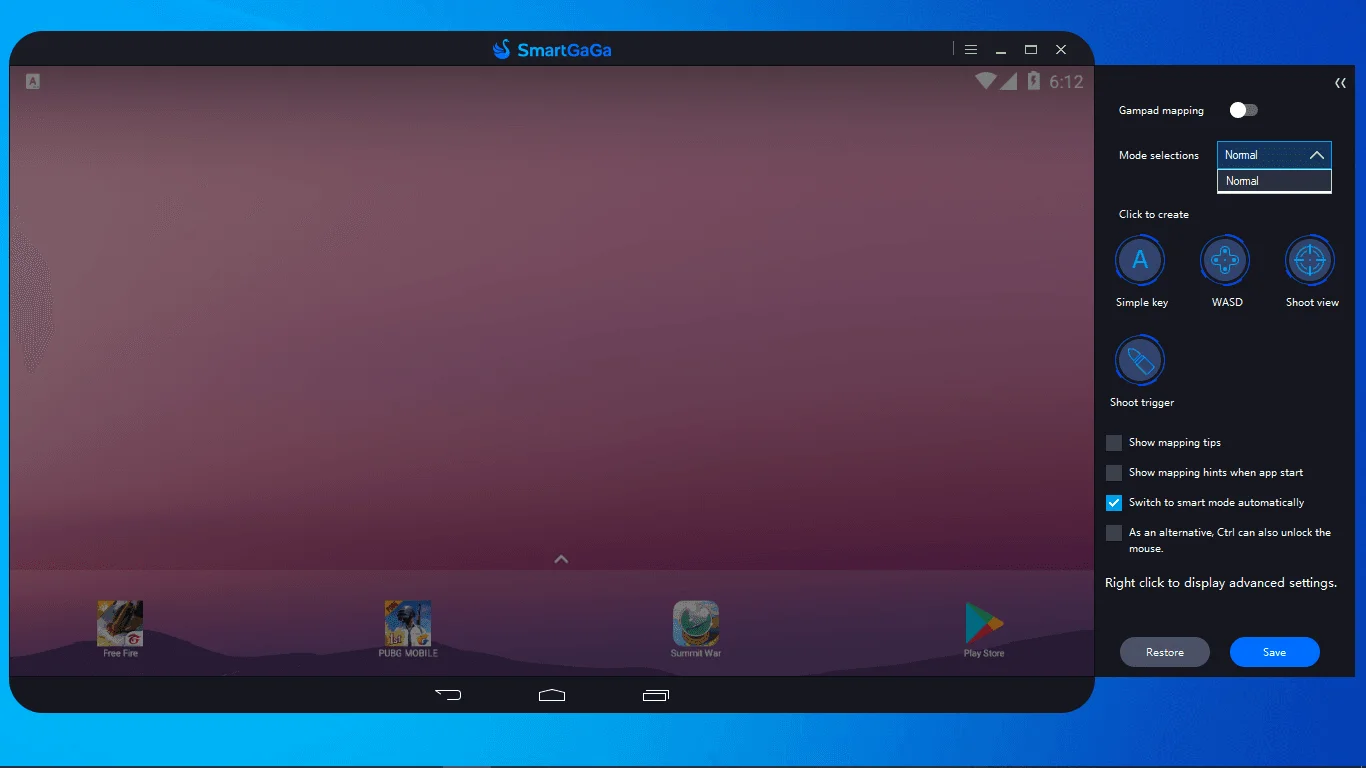 SmartGaGa
A
6:12
Gampad mapping
Mode selections
Normal
Normal
Click to create
A
Simple key
WASD
Shoot view
Shoot trigger
Show mapping tips
Show mapping hints when app start
Switch to smart mode automatically
As an alternative, Ctrl can also unlock the
mouse.
Right click to display advanced settings.
Free Fire
PUBG MOBILE
Summit War
Play Store
Restore
Save